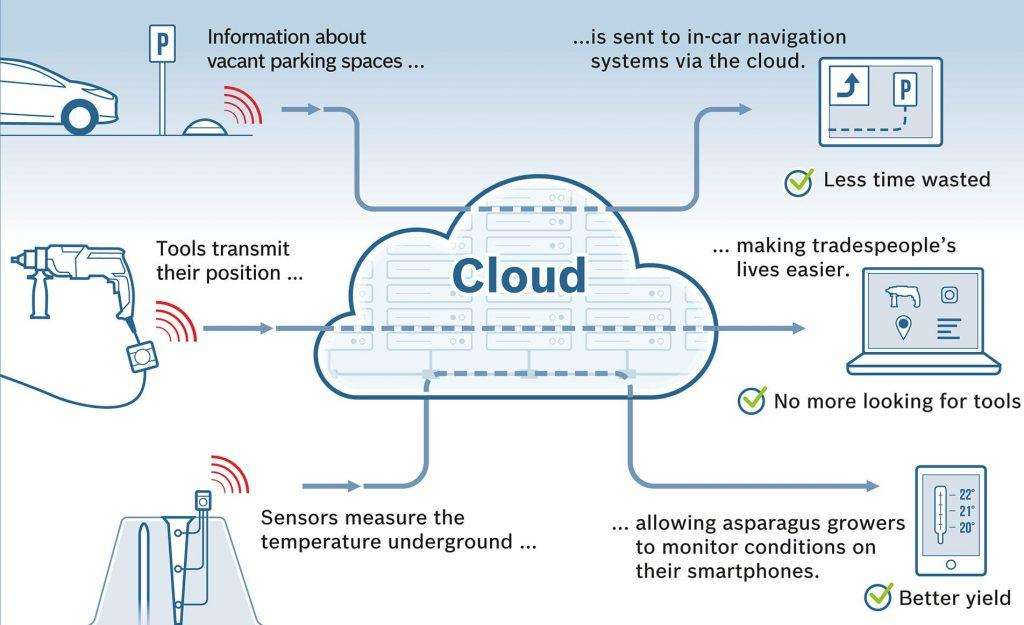 P
Information about
vacant parking spaces ...
...is sent to in-car navigation
systems via the cloud.
P
Less time wasted
Tools transmit
their position ...
Cloud
... making tradespeople’s
lives easier.
No more looking for tools
Sensors measure the
temperature underground ...
... allowing asparagus growers
to monitor conditions on
their smartphones.
22°
21°
20°
Better yield